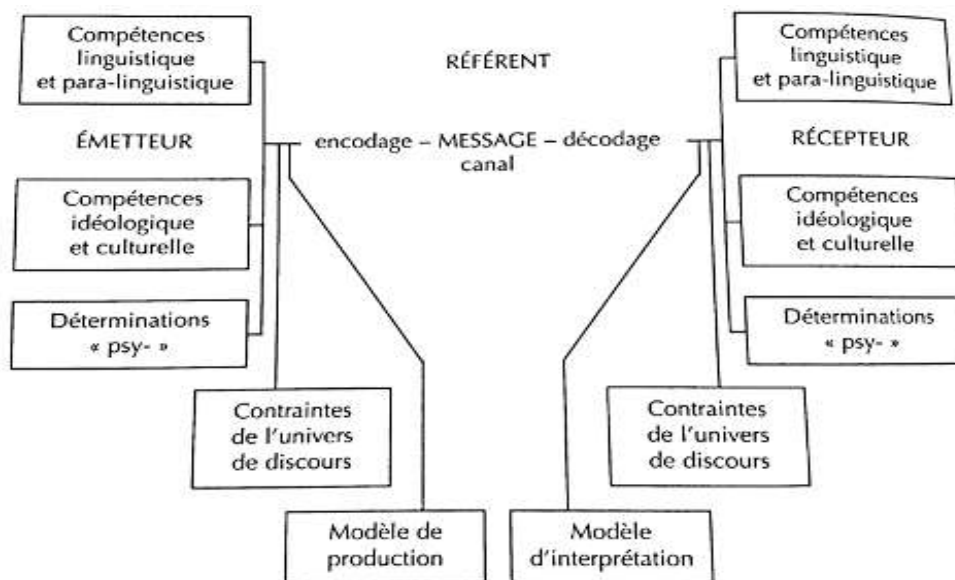 Compétences
linguistique
et para-linguistique
RÉFÉRENT
Compétences
linguistique
et para-linguistique
ÉMETTEUR
encodage – MESSAGE – décodage
canal
RÉCEPTEUR
Compétences
idéologique
et culturelle
Compétences
idéologique
et culturelle
Déterminations
« psy- »
Déterminations
« psy- »
Contraintes
de l'univers
de discours
Contraintes
de l'univers
de discours
Modèle de
production
Modèle
d'interprétation